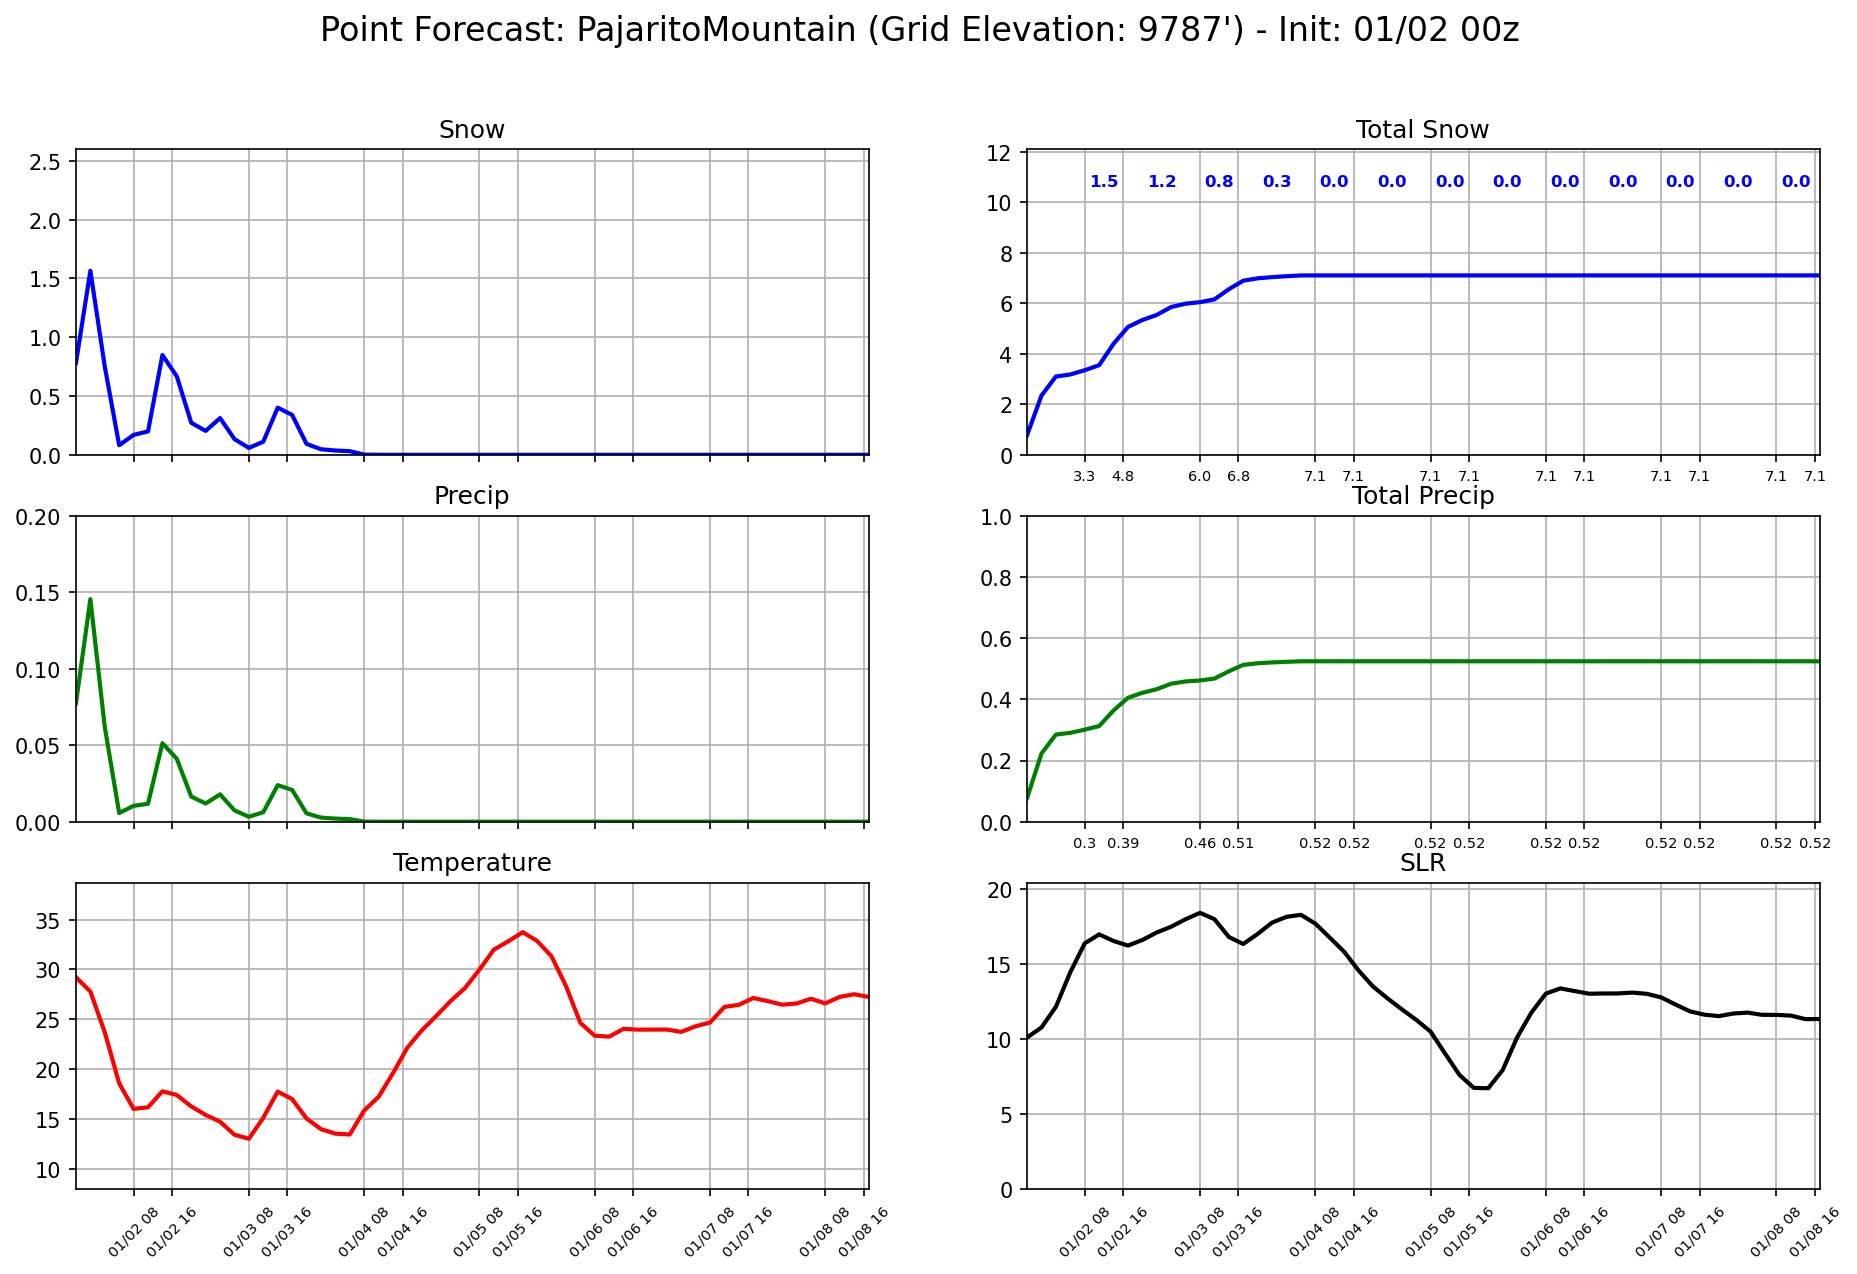 Point Forecast: PajaritoMountain (Grid Elevation: 9787') - Init: 01/02 00z
Snow
2.5
2.0
1.5
1.0
0.5
0.0
Total Snow
12
10
8
6
4
2
0
1.5 1.2 0.8 0.3 0.0 0.0 0.0 0.0 0.0 0.0 0.0 0.0 0.0
3.3 4.8 6.0 6.8 7.1 7.1 7.1 7.1 7.1 7.1 7.1 7.1 7.1 7.1
Precip
0.20
0.15
0.10
0.05
0.00
Total Precip
1.0
0.8
0.6
0.4
0.2
0.0
0.3 0.39 0.46 0.51 0.52 0.52 0.52 0.52 0.52 0.52 0.52 0.52 0.52 0.52
Temperature
35
30
25
20
15
10
01/02 08 01/02 16 01/03 08 01/03 16 01/04 08 01/04 16 01/05 08 01/05 16 01/06 08 01/06 16 01/07 08 01/07 16 01/08 08 01/08 16
SLR
20
15
10
5
0
01/02 08 01/02 16 01/03 08 01/03 16 01/04 08 01/04 16 01/05 08 01/05 16 01/06 08 01/06 16 01/07 08 01/07 16 01/08 08 01/08 16